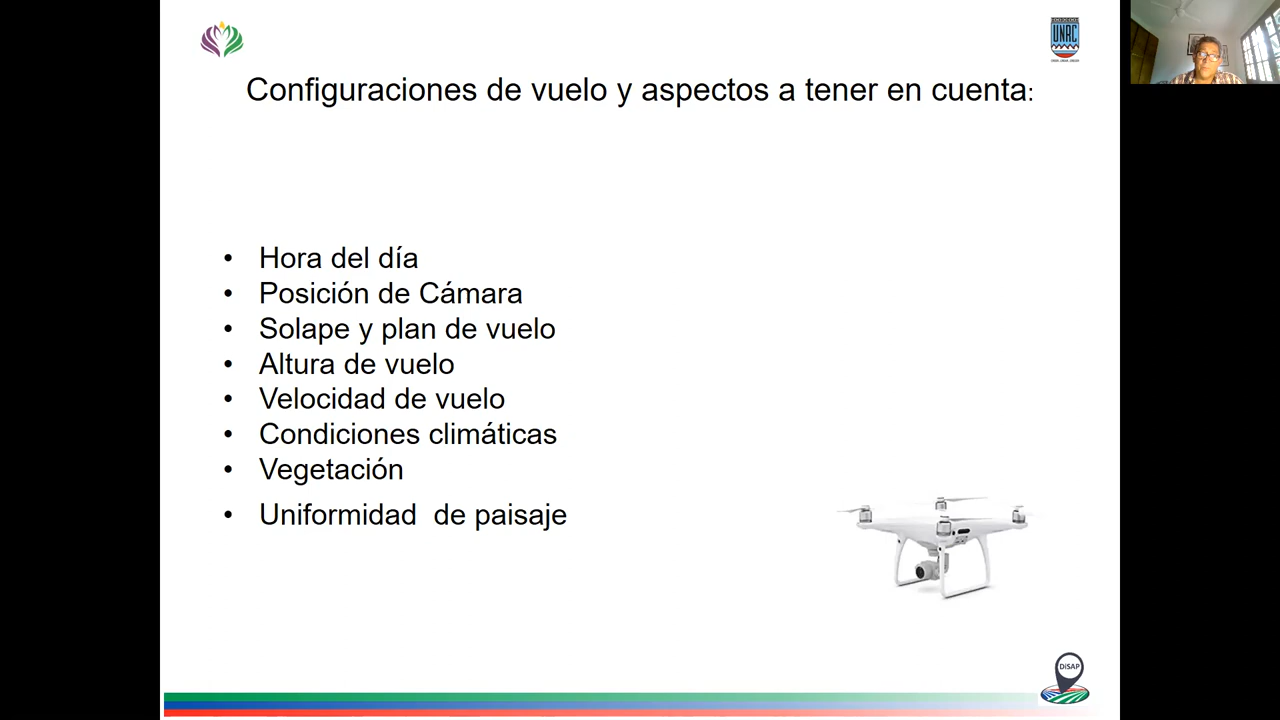 UNRC
Configuraciones de vuelo y aspectos a tener en cuenta:
• Hora del día
• Posición de Cámara
• Solape y plan de vuelo
• Altura de vuelo
• Velocidad de vuelo
• Condiciones climáticas
• Vegetación
• Uniformidad de paisaje
DiSAP